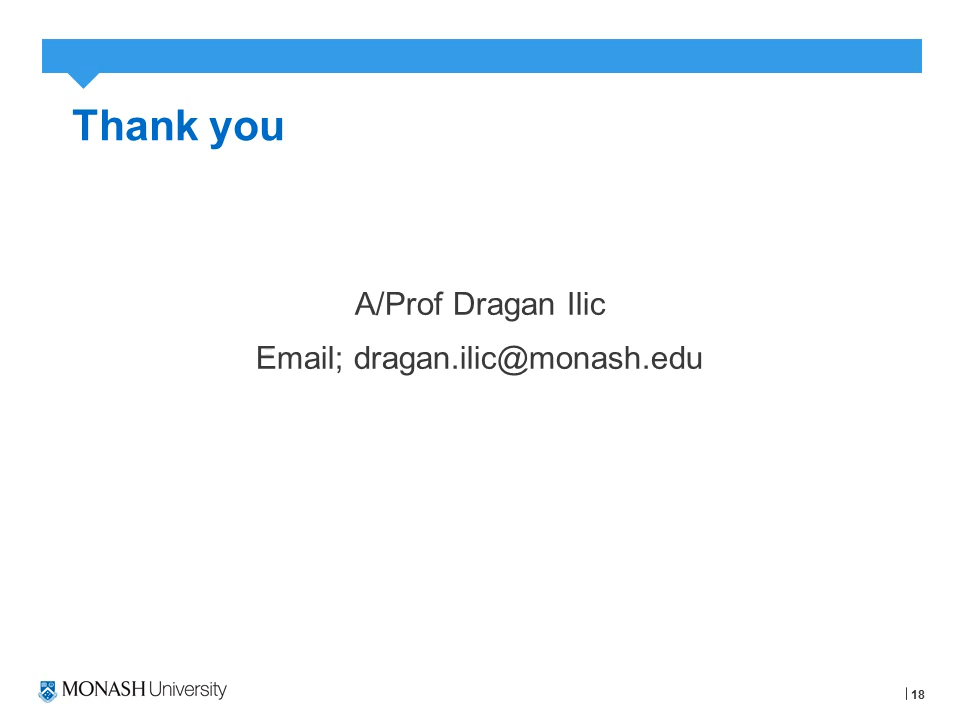 Thank you
A/Prof Dragan Ilic
Email; dragan.ilic@monash.edu
MONASH University
18